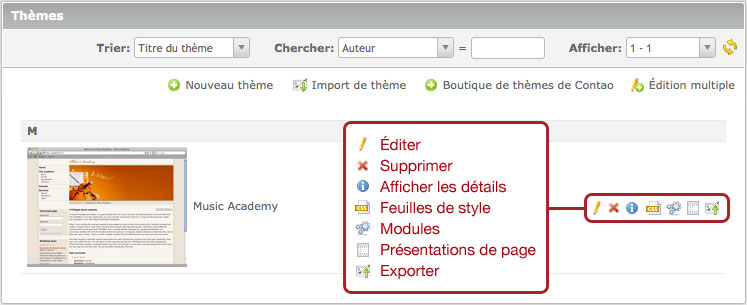 Thèmes
Trier: Titre du thème Chercher: Auteur = Afficher: 1 - 1
Nouveau thème Import de thème Boutique de thèmes de Contao Édition multiple
M
Music Academy
Éditer
Supprimer
Afficher les détails
Feuilles de style
Modules
Présentations de page
Exporter